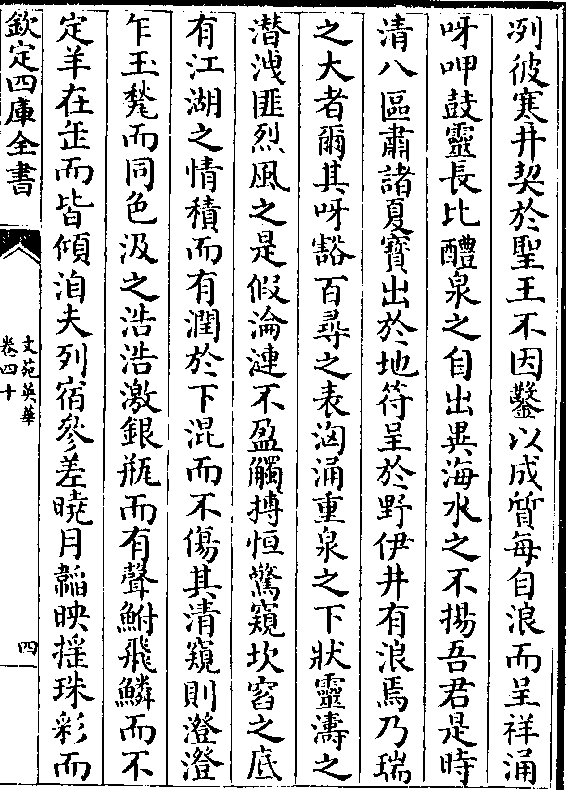 冽彼寒井契於聖王不因鑿以成質每自浪而呈祥涌
呀呷鼓靈長比醴泉之自出異海水之不揚吾君是時
清八區肅諸夏寶出於地符呈於野伊井有浪焉乃瑞
之大者爾其呀豁百尋之表洶涌重泉之下狀靈濤之
潛洩匪烈風之是假淪漣不盈觸搏恒驚窺坎窞之底
有江湖之情積而有潤於下混而不傷其清窺則澄澄
乍玉甃而同色汲之浩浩激銀瓶而有聲鮒飛鱗而不
定羊在缶而皆傾洎夫列宿參差曉月韜映揺珠彩而
欽定四庫全書
文苑英華
卷四十
四